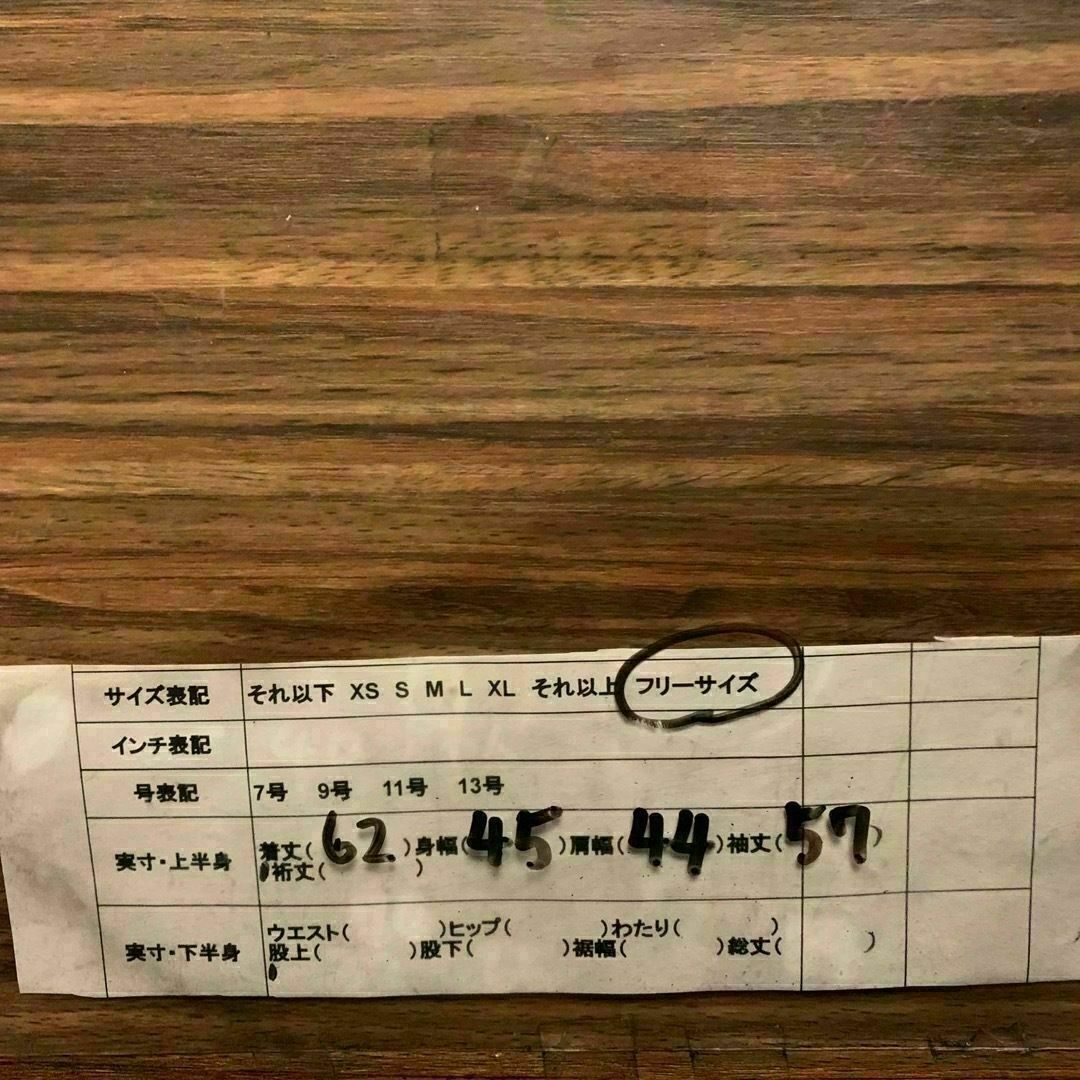 サイズ表記 それ以下 XS S M L XL それ以上 フリーサイズ
インチ表記
号表記 7号 9号 11号 13号
実寸・上半身 着丈( 62 )身幅( 45 )肩幅( 44 )袖丈( 57 )
裄丈( )
実寸・下半身 ウエスト( )ヒップ( )わたり( )
股上( )股下( )裾幅( )総丈( )